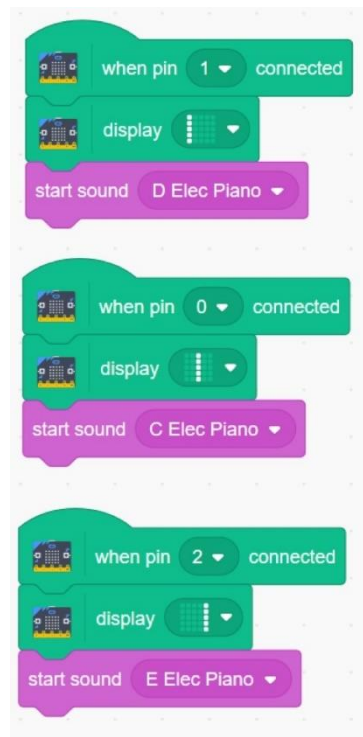 when pin 1 connected
display
start sound D Elec Piano
when pin 0 connected
display
start sound C Elec Piano
when pin 2 connected
display
start sound E Elec Piano